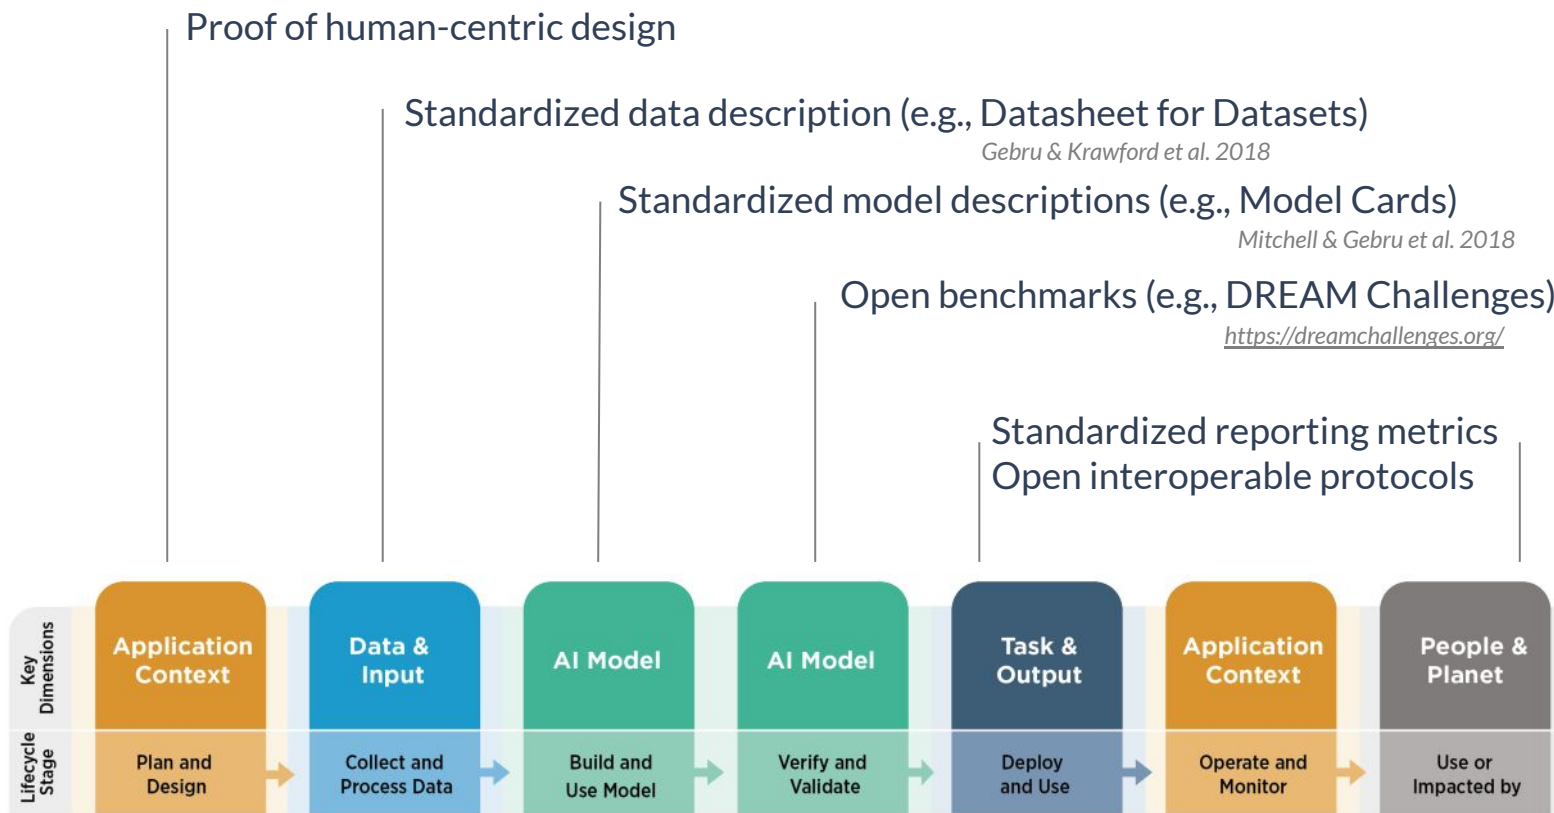 Proof of human-centric design
Standardized data description (e.g., Datasheet for Datasets)
Gebru & Krawford et al. 2018
Standardized model descriptions (e.g., Model Cards)
Mitchell & Gebru et al. 2018
Open benchmarks (e.g., DREAM Challenges)
https://dreamchallenges.org/
Standardized reporting metrics
Open interoperable protocols
Key
Dimensions
Application
Context
Data &
Input
AI Model
AI Model
Task &
Output
Application
Context
People &
Planet
Lifecycle
Stage
Plan and
Design
Collect and
Process Data
Build and
Use Model
Verify and
Validate
Deploy
and Use
Operate and
Monitor
Use or
Impacted by